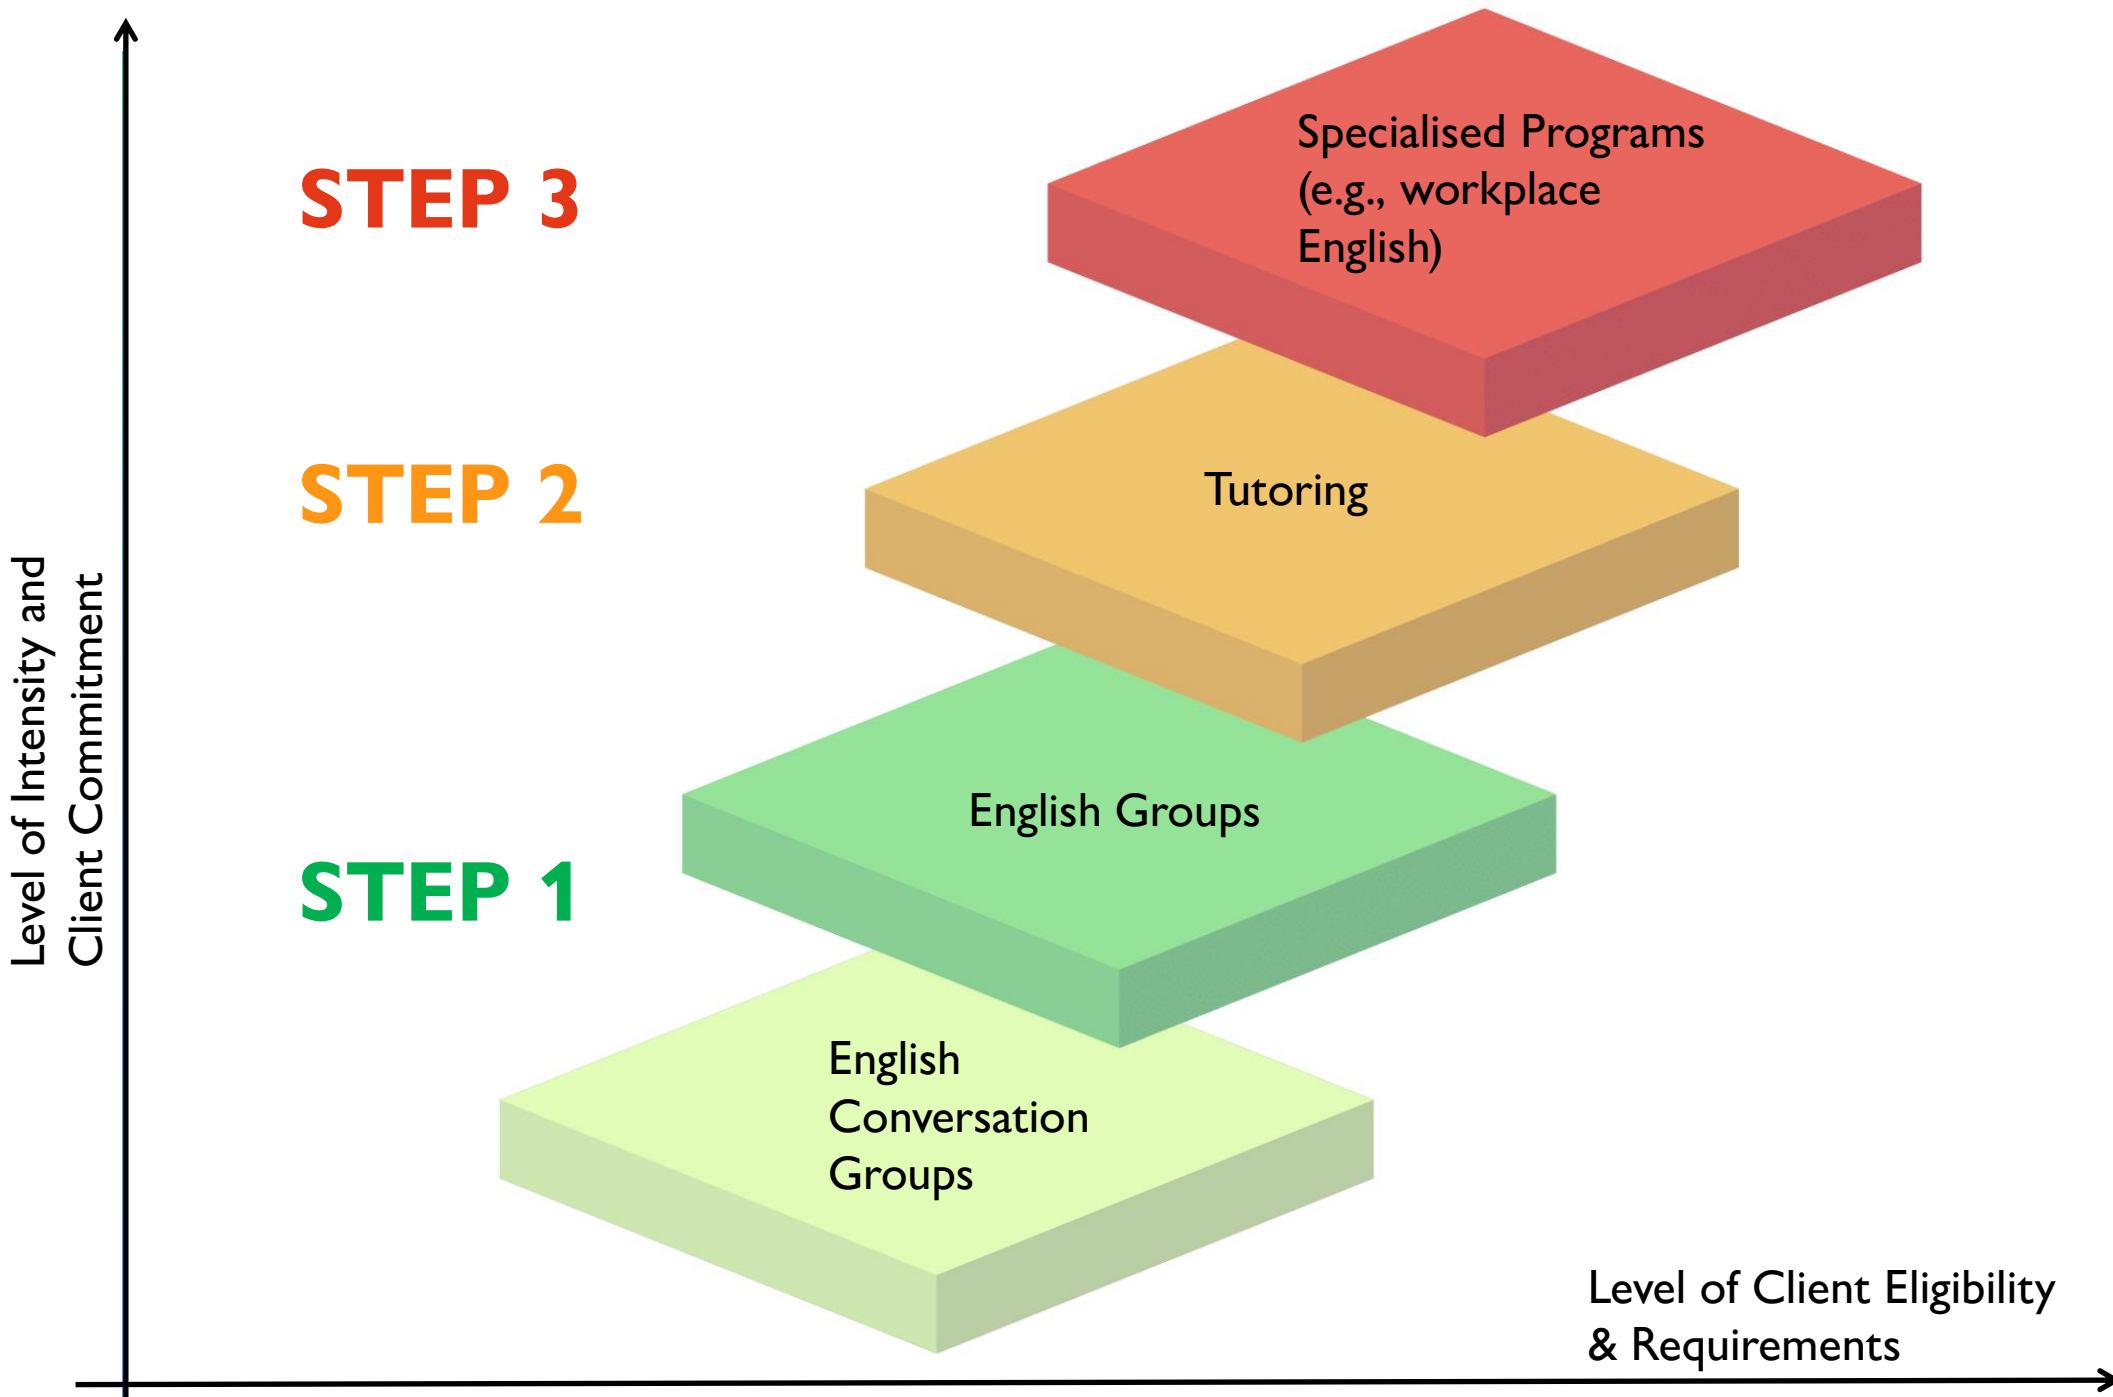 Specialised Programs
(e.g., workplace
English)
STEP 3
STEP 2
Tutoring
Level of Intensity and
Client Commitment
English Groups
STEP 1
English
Conversation
Groups
Level of Client Eligibility
& Requirements